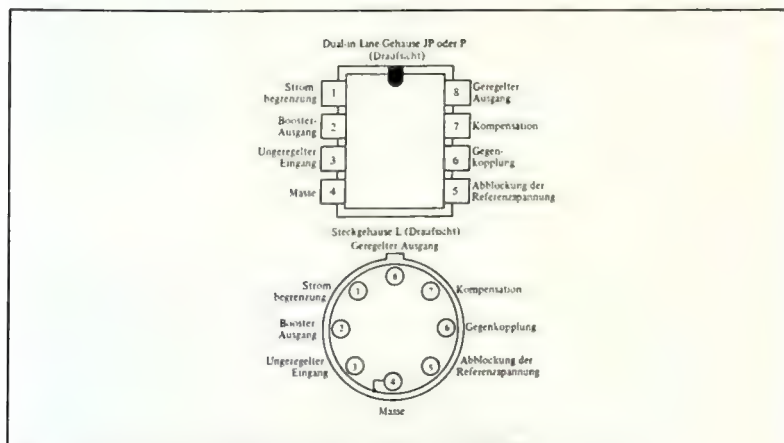 Dual-in Line Gehause JP oder P
(Draufsicht)
Strom
begrenzung
1
8
Geregelter
Ausgang
Booster-
Ausgang
2
7
Kompensation
Ungeregelter
Eingang
3
6
Gegen-
kopplung
Masse
4
5
Abblockung der
Referenzspannung
Steckgehause L (Draufsicht)
Geregelter Ausgang
8
Strom
begrenzung
1
7
Kompensation
Booster
Ausgang
2
6
Gegenkopplung
Ungeregelter
Eingang
3
5
Abblockung der
Referenzspannung
4
Masse